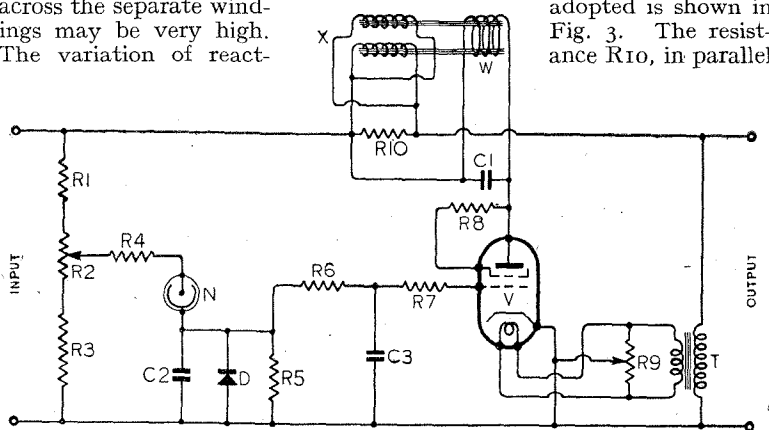 across the separate wind-
ings may be very high.
The variation of react-
adopted is shown in
Fig. 3. The resist-
ance R10, in parallel
X
W
R10
C1
R1
R8
R4
R2
INPUT
N
R6
R7
V
OUTPUT
R3
C2
D
R5
C3
R9
T